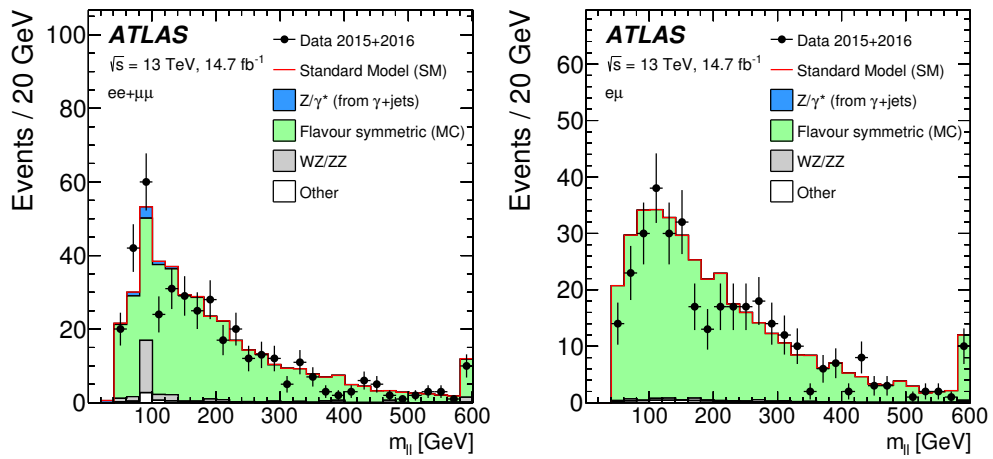 Events / 20 GeV
100
80
60
40
20
0
ATLAS
√s = 13 TeV, 14.7 fb⁻¹
ee+μμ
Data 2015+2016
Standard Model (SM)
Z/γ* (from γ+jets)
Flavour symmetric (MC)
WZ/ZZ
Other
100 200 300 400 500 600
m_ll [GeV]
Events / 20 GeV
60
50
40
30
20
10
0
ATLAS
√s = 13 TeV, 14.7 fb⁻¹
eμ
Data 2015+2016
Standard Model (SM)
Z/γ* (from γ+jets)
Flavour symmetric (MC)
WZ/ZZ
Other
100 200 300 400 500 600
m_ll [GeV]